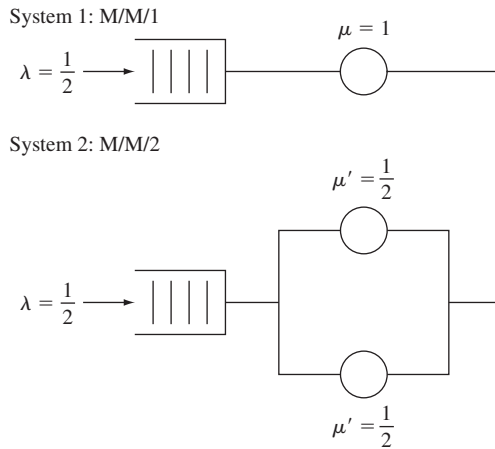 System 1: M/M/1
μ = 1
λ = 1/2
System 2: M/M/2
μ′ = 1/2
λ = 1/2
μ′ = 1/2